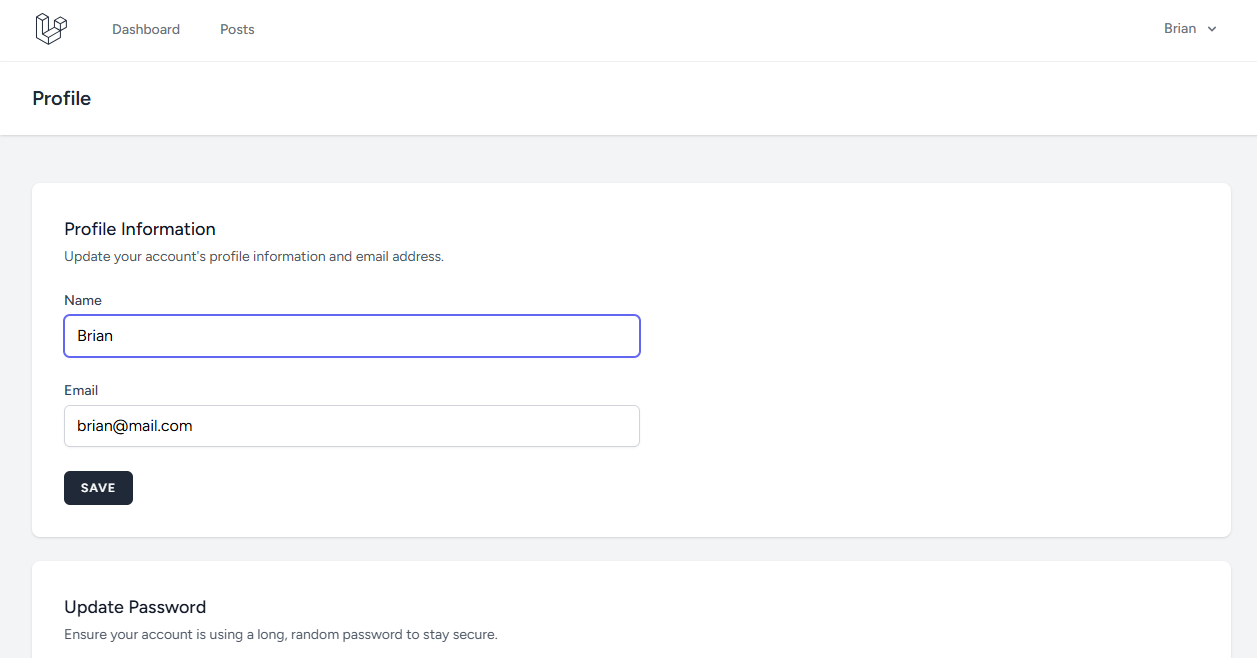 Dashboard Posts Brian
Profile
Profile Information
Update your account's profile information and email address.
Name
Brian
Email
brian@mail.com
SAVE
Update Password
Ensure your account is using a long, random password to stay secure.